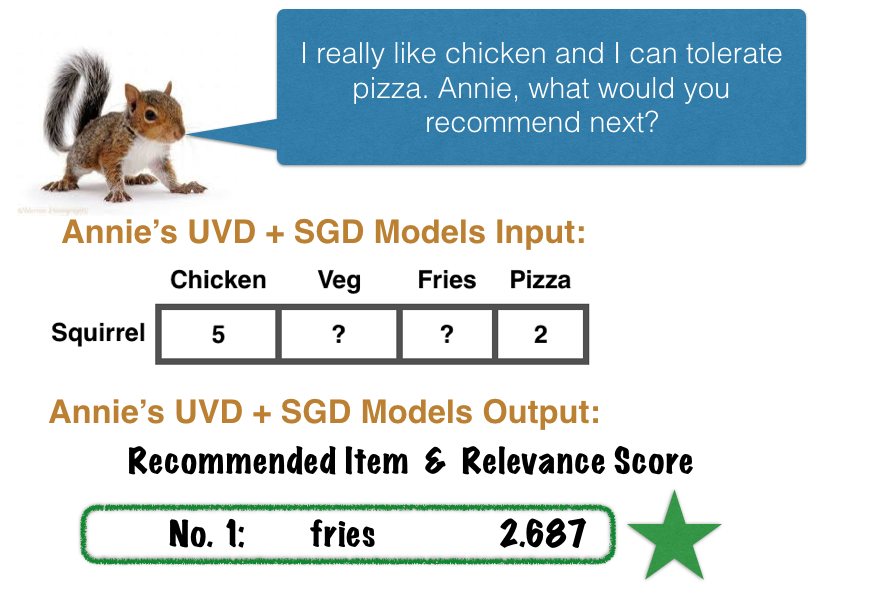 I really like chicken and I can tolerate
pizza. Annie, what would you
recommend next?
Annie's UVD + SGD Models Input:
Chicken Veg Fries Pizza
Squirrel 5 ? ? 2
Annie's UVD + SGD Models Output:
Recommended Item & Relevance Score
No. 1: fries 2.687